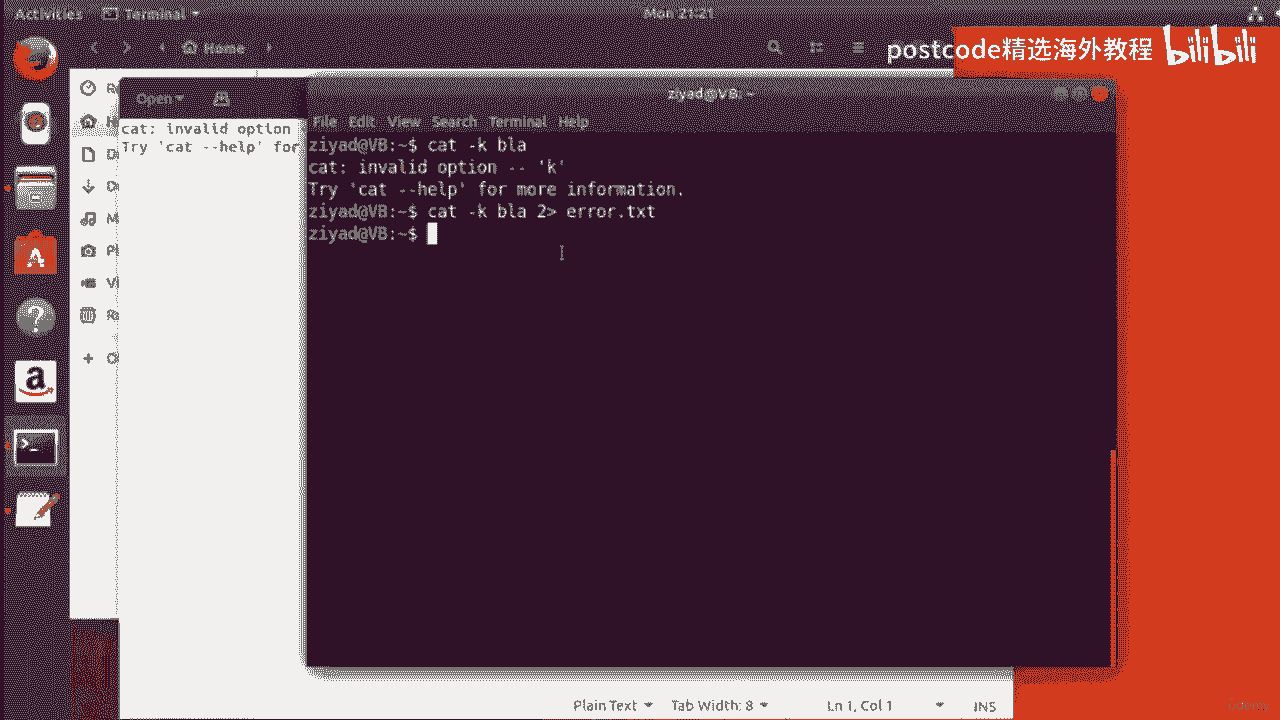 Activities Terminal Mon 21:21
Home
postcode精选海外教程 bilibili
Open
ziyad@VB: ~
File Edit View Search Terminal Help
cat: invalid option
Try 'cat --help' for
ziyad@VB:~$ cat -k bla
cat: invalid option -- 'k'
Try 'cat --help' for more information.
ziyad@VB:~$ cat -k bla 2> error.txt
ziyad@VB:~$
Plain Text Tab Width: 8 Ln 1, Col 1 INS